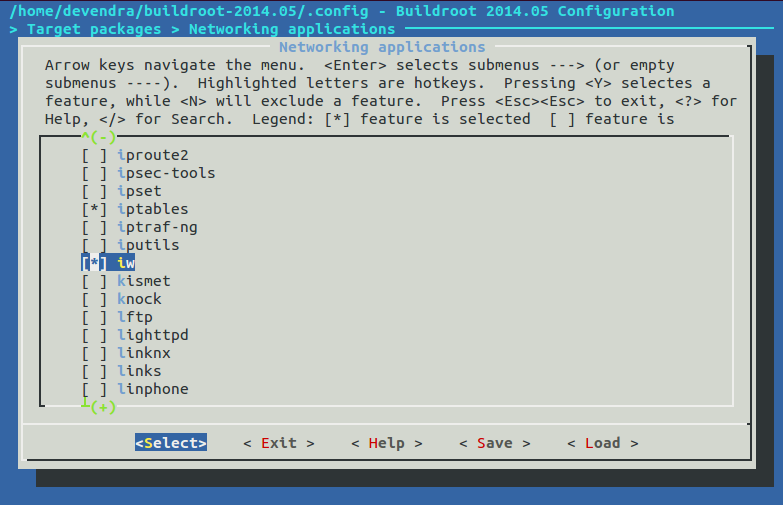 /home/devendra/buildroot-2014.05/.config - Buildroot 2014.05 Configuration
> Target packages > Networking applications
Networking applications
Arrow keys navigate the menu.  <Enter> selects submenus ---> (or empty
submenus ----).  Highlighted letters are hotkeys.  Pressing <Y> selectes a
feature, while <N> will exclude a feature.  Press <Esc><Esc> to exit, <?> for
Help, </> for Search.  Legend: [*] feature is selected  [ ] feature is
^(-)
[ ] iproute2
[ ] ipsec-tools
[ ] ipset
[*] iptables
[ ] iptraf-ng
[ ] iputils
[*] iw
[ ] kismet
[ ] knock
[ ] lftp
[ ] lighttpd
[ ] linknx
[ ] links
[ ] linphone
┴(+)
<Select>    < Exit >    < Help >    < Save >    < Load >